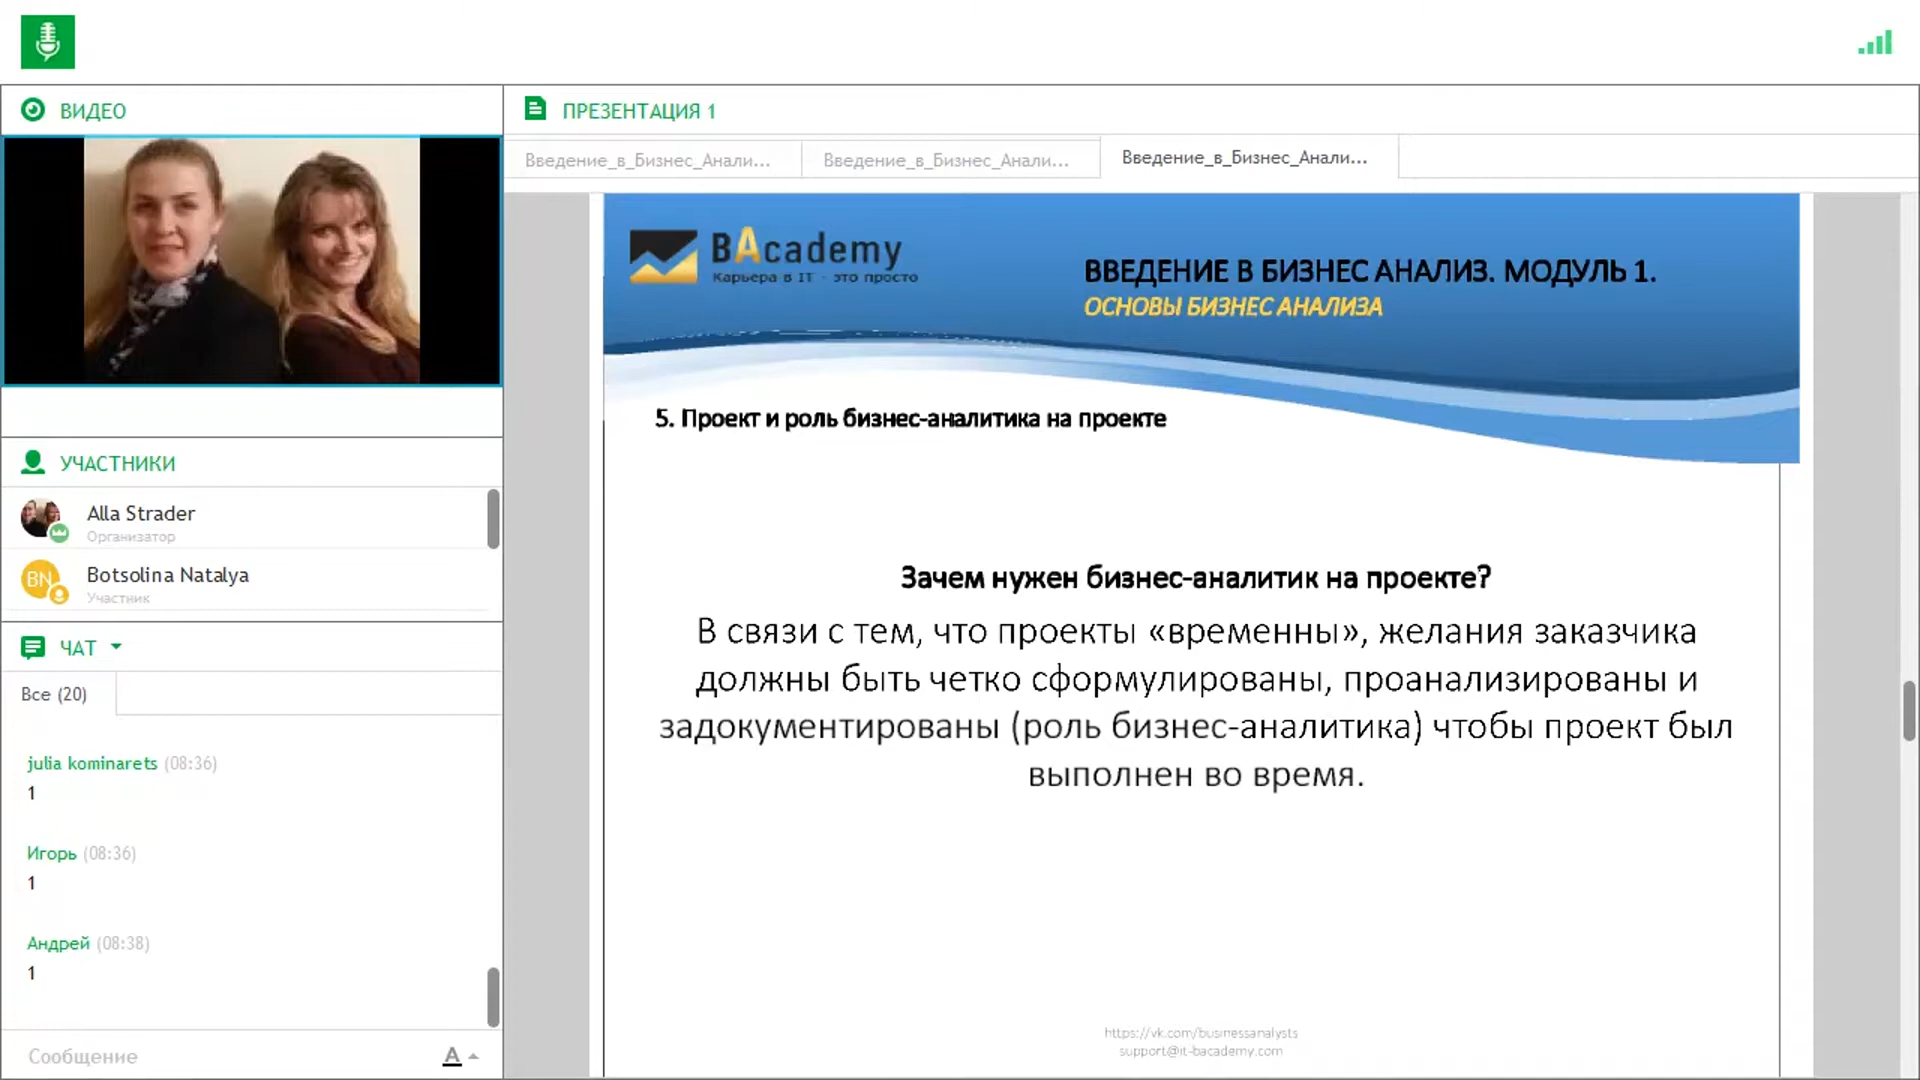 ВИДЕО
УЧАСТНИКИ
Alla Strader
Организатор
BN
Botsolina Natalya
Участник
ЧАТ
Все (20)
julia kominarets (08:36)
1
Игорь (08:36)
1
Андрей (08:38)
1
Сообщение
A
ПРЕЗЕНТАЦИЯ 1
Введение_в_Бизнес_Анали...
Введение_в_Бизнес_Анали...
Введение_в_Бизнес_Анали...
BAcademy
Карьера в IT - это просто
ВВЕДЕНИЕ В БИЗНЕС АНАЛИЗ. МОДУЛЬ 1.
ОСНОВЫ БИЗНЕС АНАЛИЗА
5. Проект и роль бизнес-аналитика на проекте
Зачем нужен бизнес-аналитик на проекте?
В связи с тем, что проекты «временны», желания заказчика
должны быть четко сформулированы, проанализированы и
задокументированы (роль бизнес-аналитика) чтобы проект был
выполнен во время.
https://vk.com/businessanalysts
support@it-bacademy.com